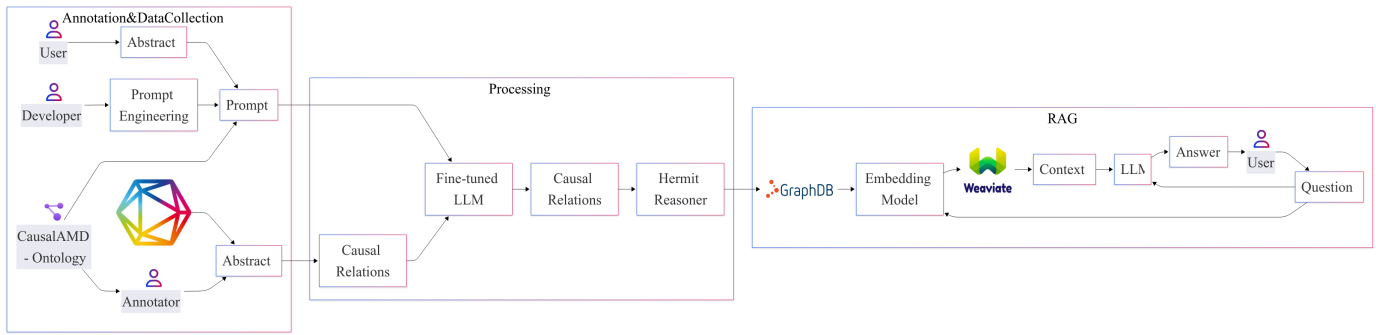 Annotation&DataCollection
User
Abstract
Developer
Prompt
Engineering
Prompt
CausalAMD
- Ontology
Annotator
Abstract
Processing
Causal
Relations
Fine-tuned
LLM
Causal
Relations
Hermit
Reasoner
RAG
GraphDB
Embedding
Model
Weaviate
Context
LLM
Answer
User
Question